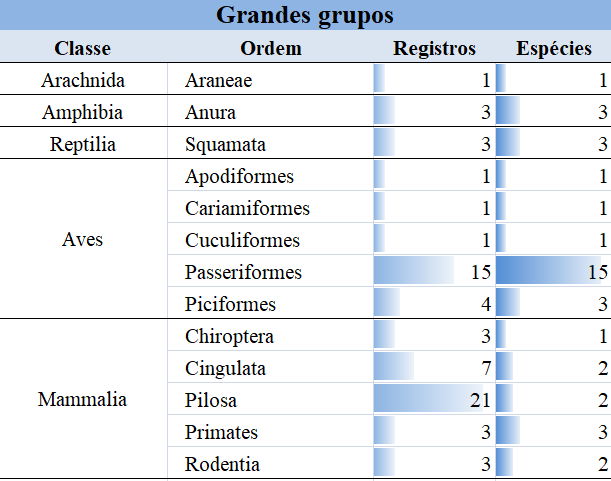 Grandes grupos
Classe Ordem Registros Espécies
Arachnida Araneae 1 1
Amphibia Anura 3 3
Reptilia Squamata 3 3
Aves Apodiformes 1 1
Cariamiformes 1 1
Cuculiformes 1 1
Passeriformes 15 15
Piciformes 4 3
Mammalia Chiroptera 3 1
Cingulata 7 2
Pilosa 21 2
Primates 3 3
Rodentia 3 2